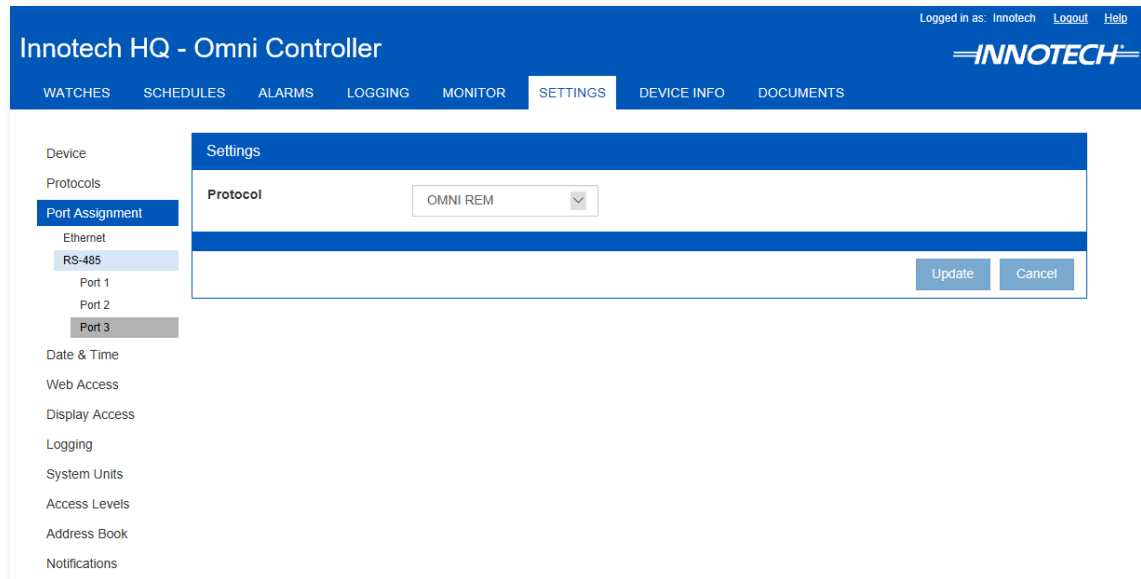 Logged in as: Innotech Logout Help
Innotech HQ - Omni Controller
INNOTECH
WATCHES SCHEDULES ALARMS LOGGING MONITOR SETTINGS DEVICE INFO DOCUMENTS
Device
Protocols
Port Assignment
Ethernet
RS-485
Port 1
Port 2
Port 3
Date & Time
Web Access
Display Access
Logging
System Units
Access Levels
Address Book
Notifications
Settings
Protocol OMNI REM
Update Cancel